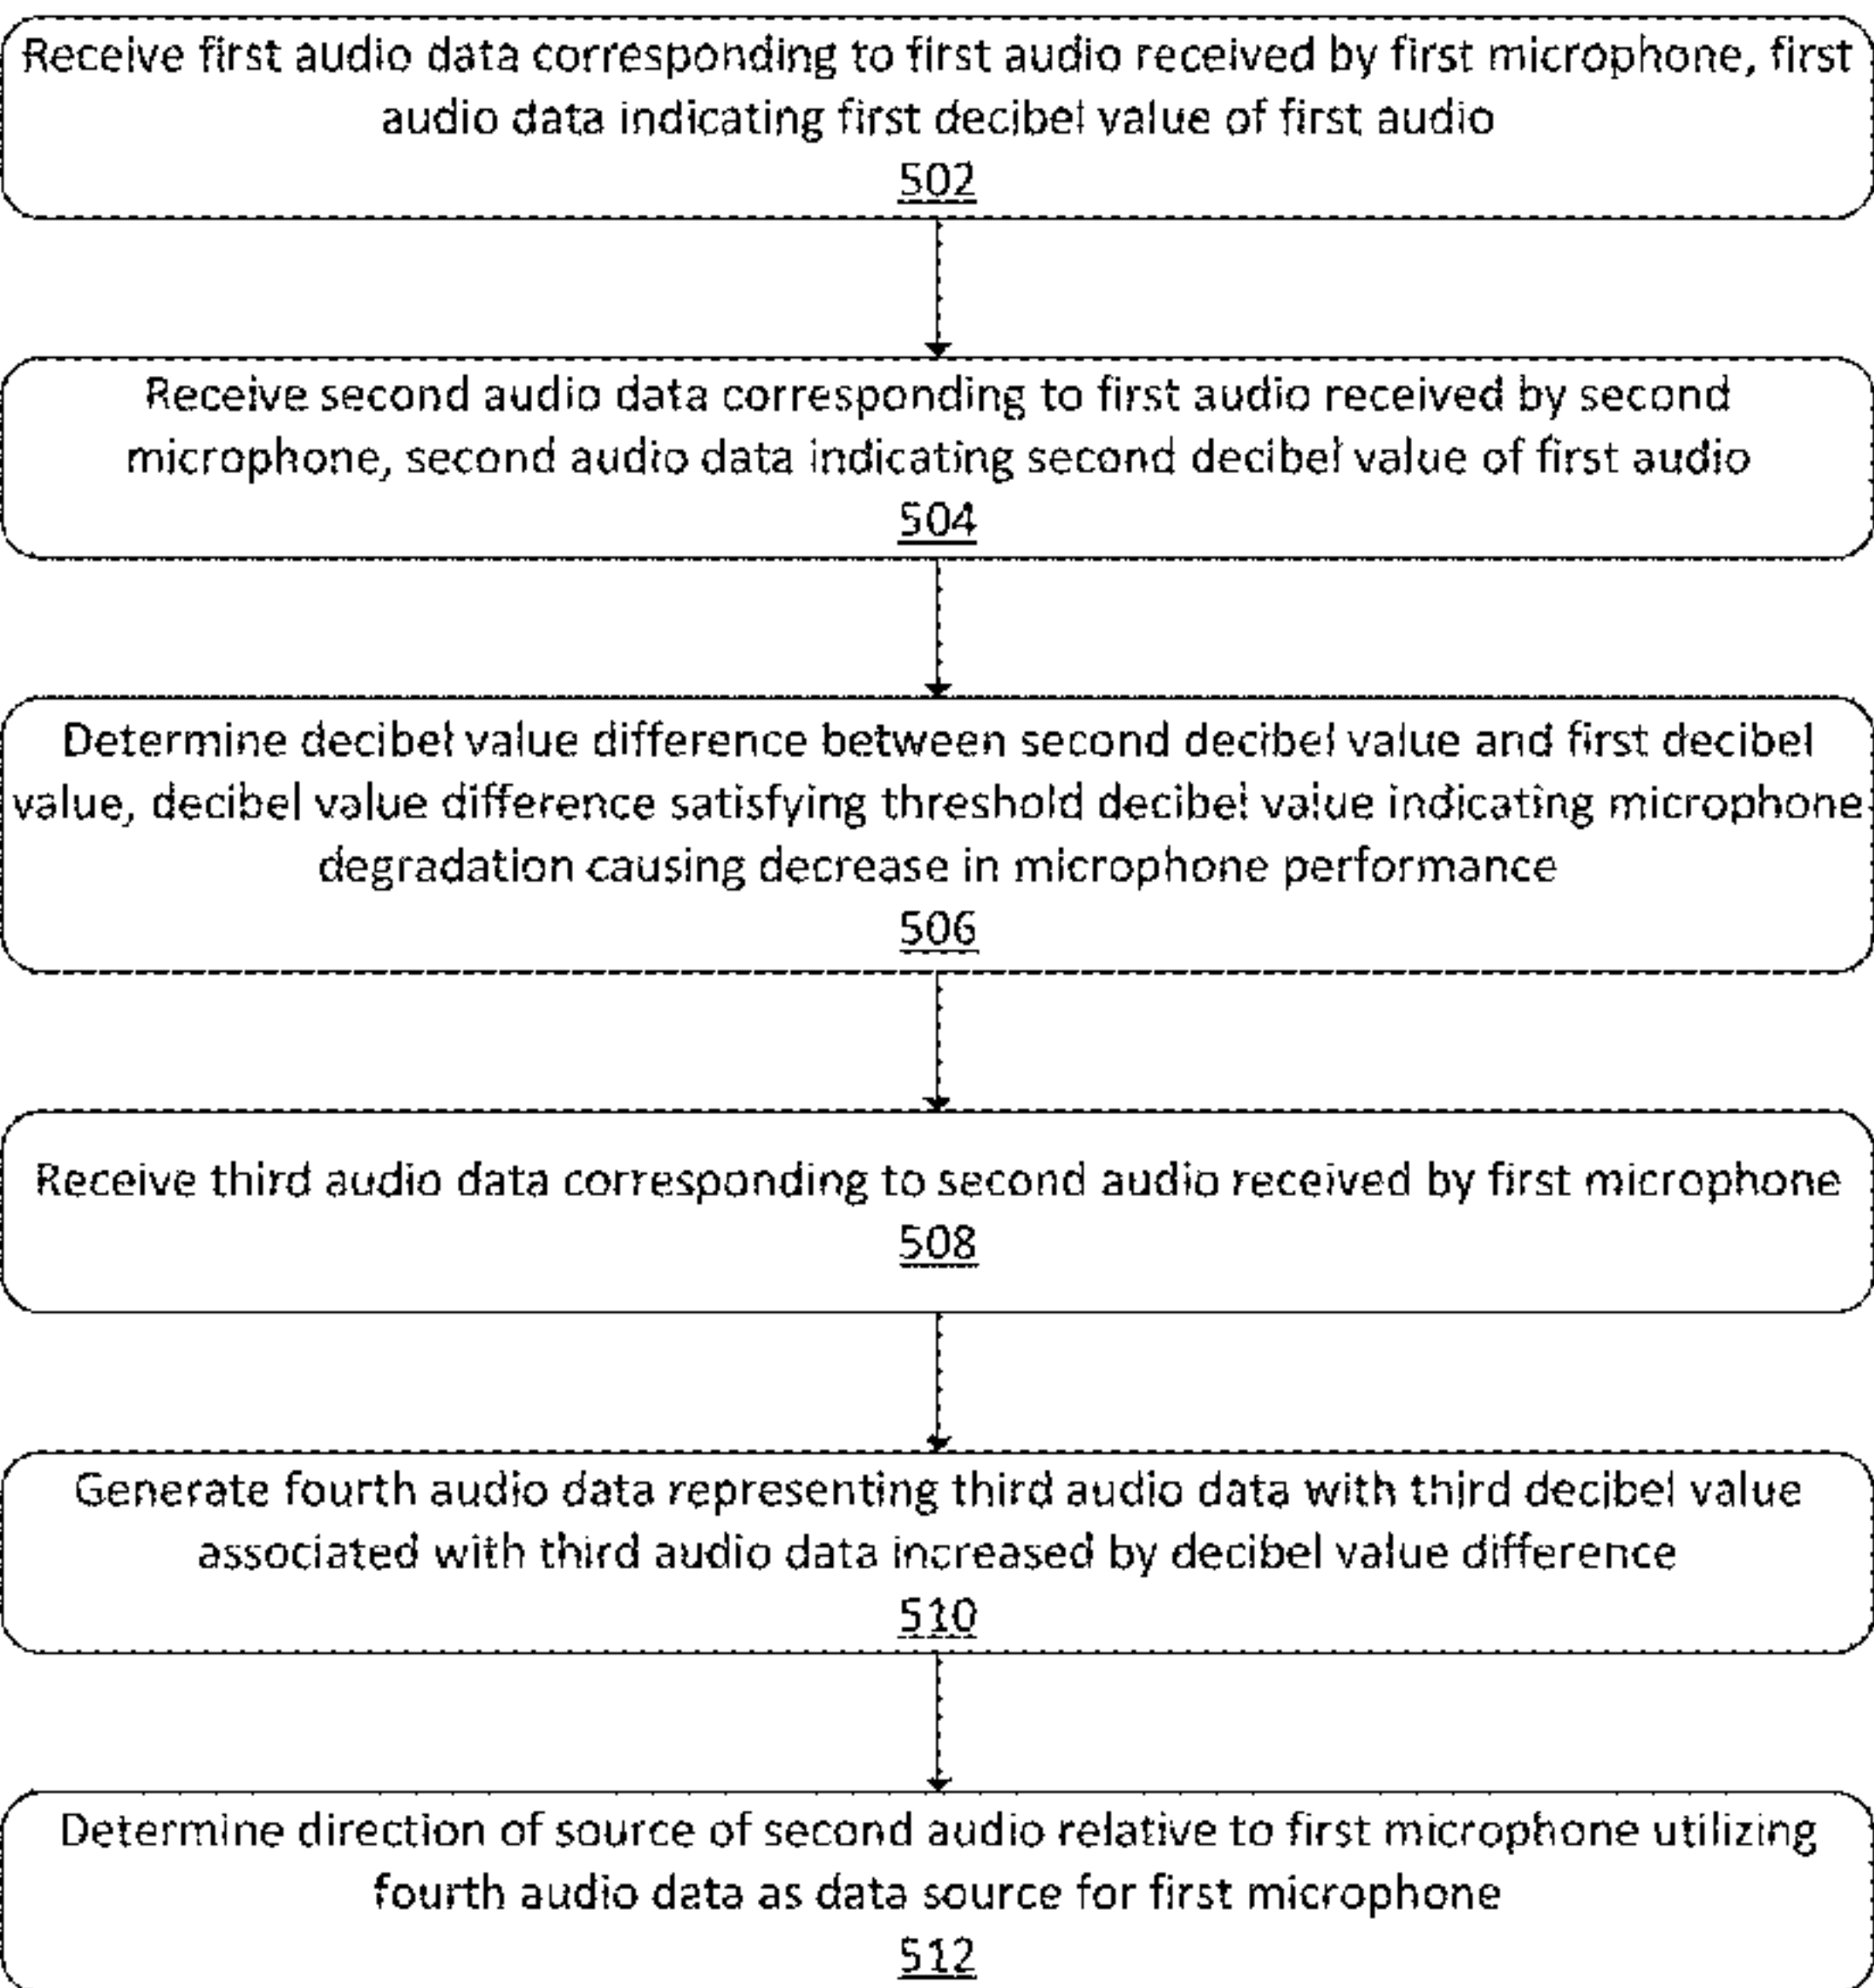 Receive first audio data corresponding to first audio received by first microphone, first
audio data indicating first decibel value of first audio
502
Receive second audio data corresponding to first audio received by second
microphone, second audio data indicating second decibel value of first audio
504
Determine decibel value difference between second decibel value and first decibel
value, decibel value difference satisfying threshold decibel value indicating microphone
degradation causing decrease in microphone performance
506
Receive third audio data corresponding to second audio received by first microphone
508
Generate fourth audio data representing third audio data with third decibel value
associated with third audio data increased by decibel value difference
510
Determine direction of source of second audio relative to first microphone utilizing
fourth audio data as data source for first microphone
512